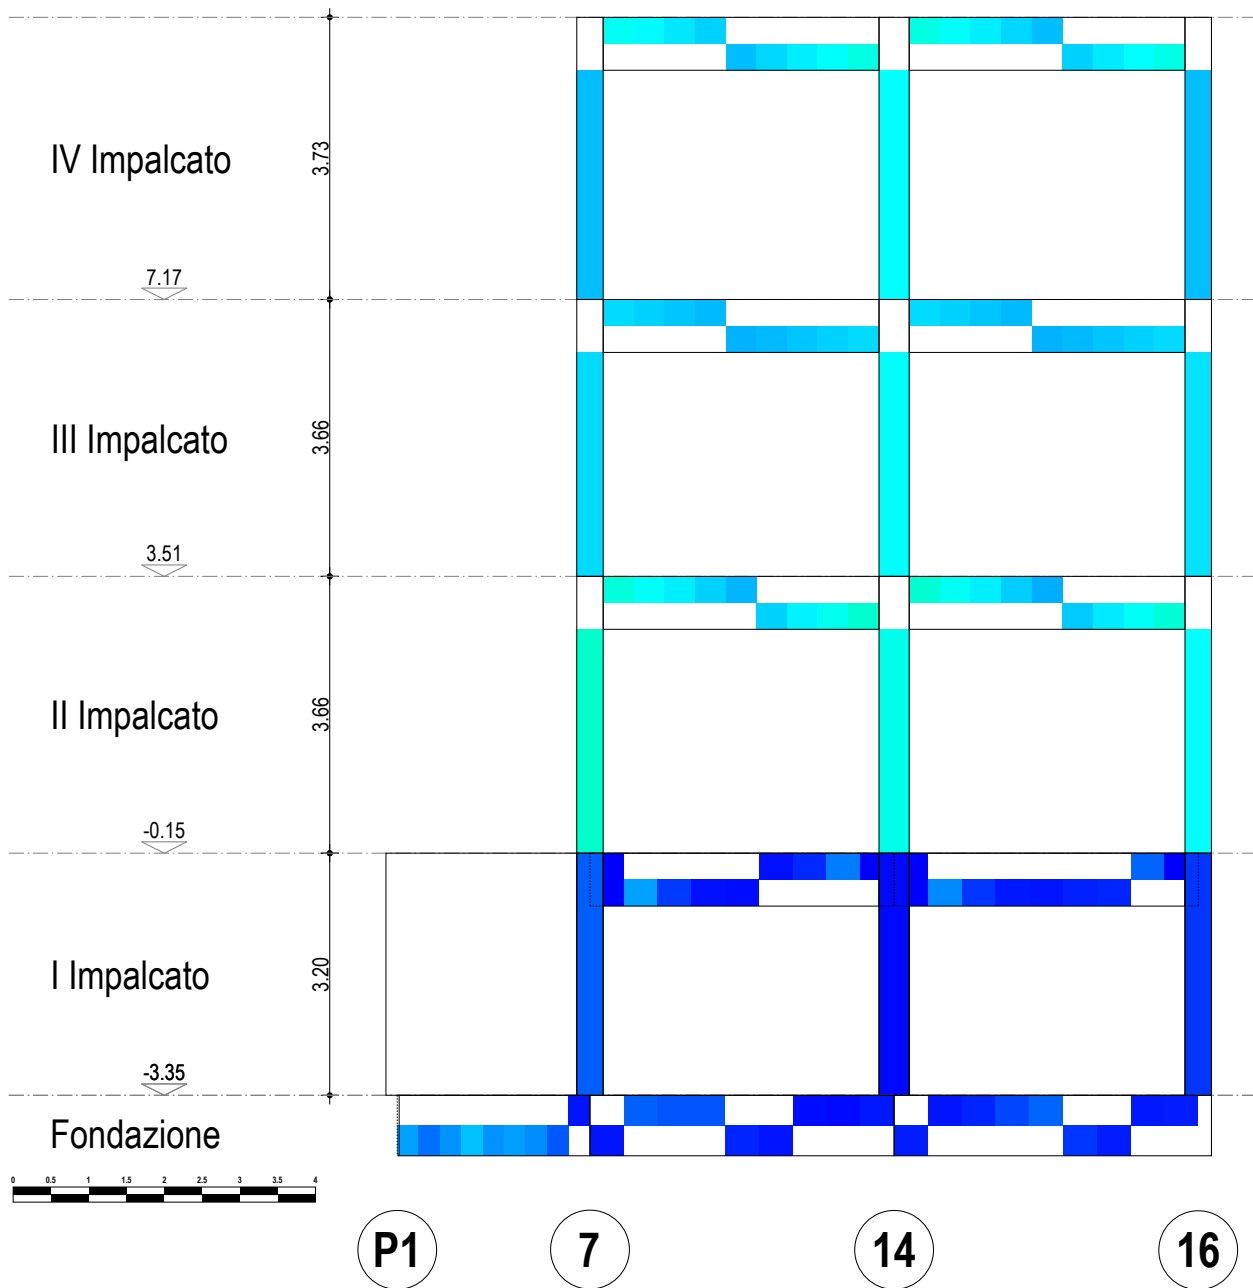 IV Impalcato
3.73
7.17
III Impalcato
3.66
3.51
II Impalcato
3.66
-0.15
I Impalcato
3.20
-3.35
Fondazione
0 0.5 1 1.5 2 2.5 3 3.5 4
P1 7 14 16